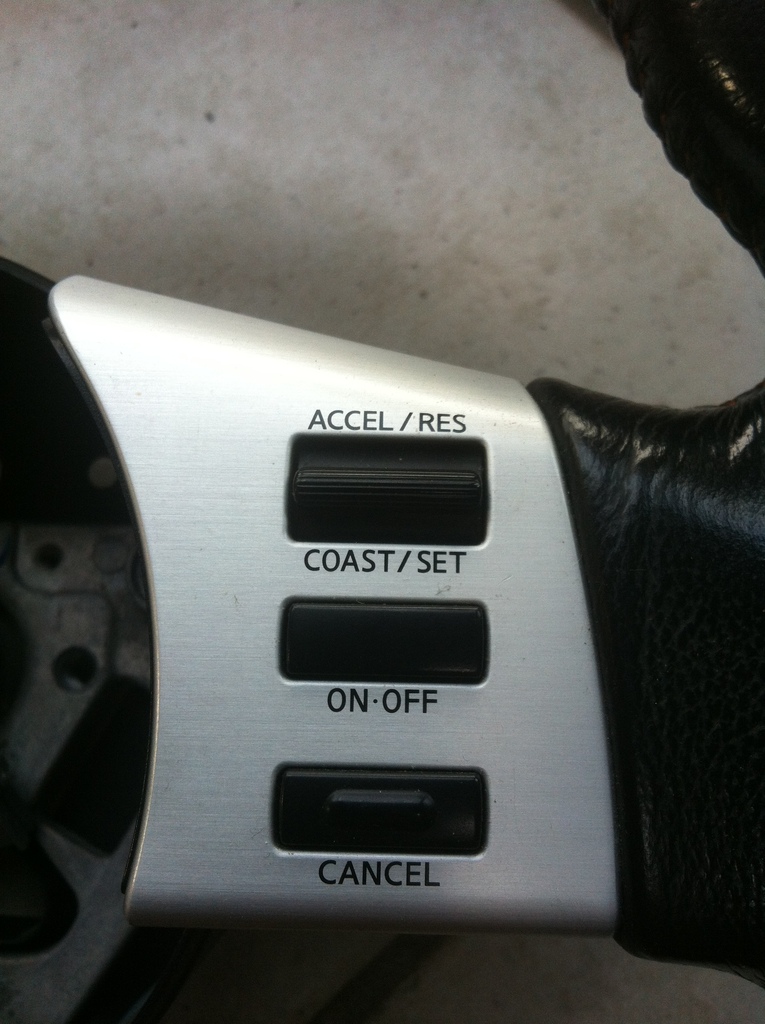 ACCEL / RES
COAST / SET
ON·OFF
CANCEL